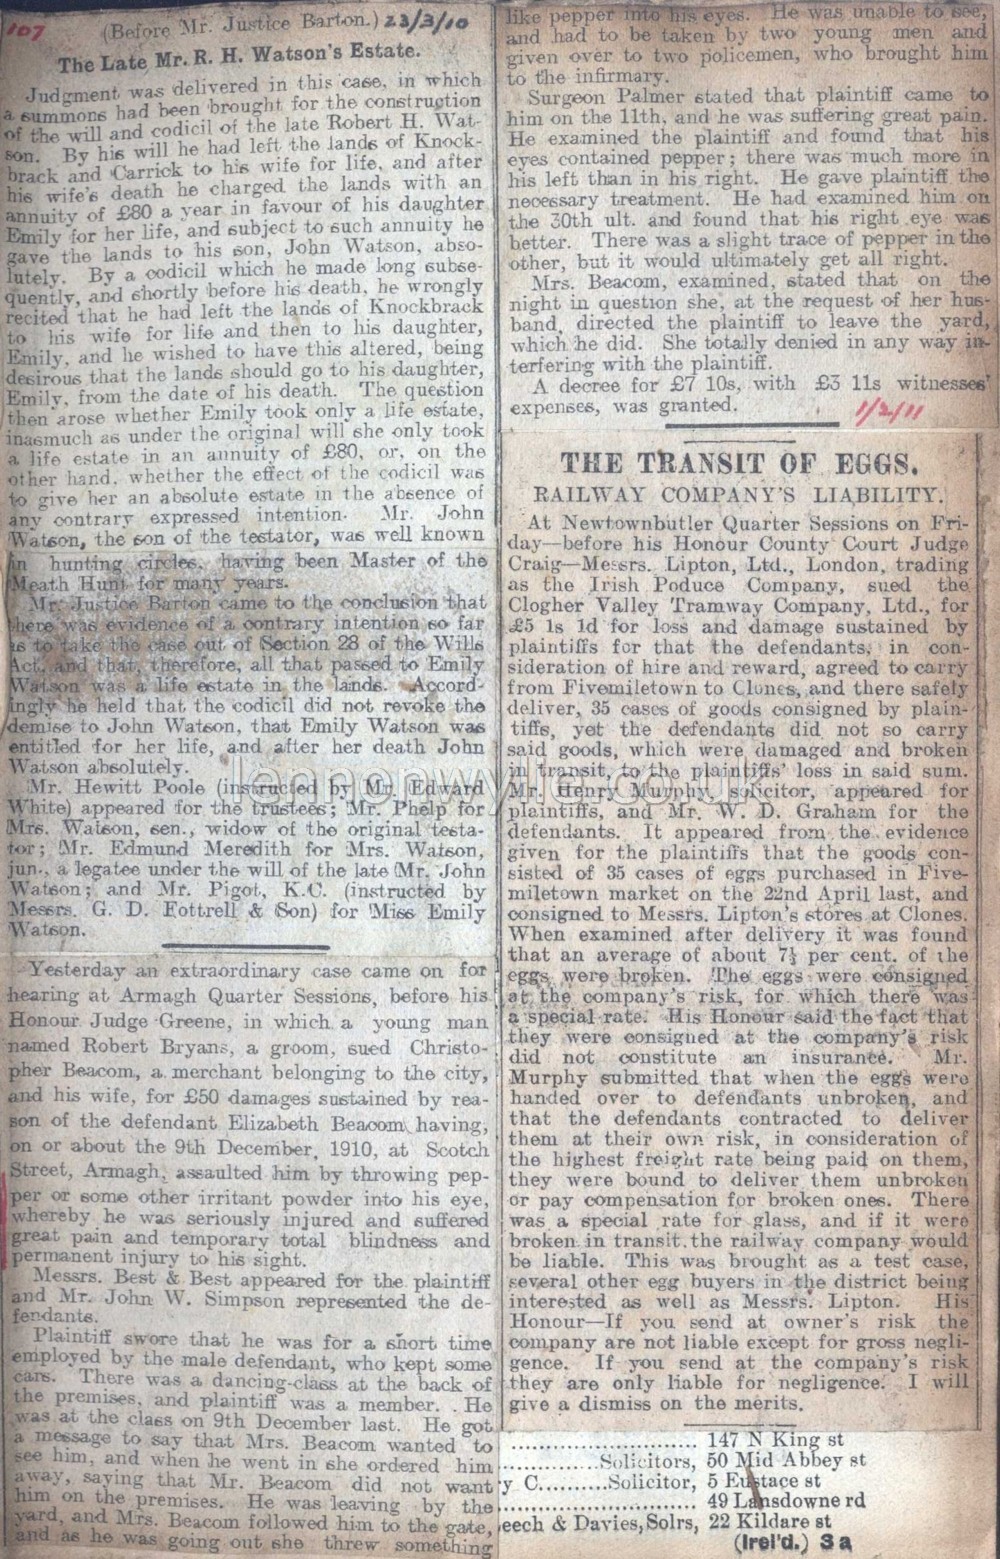 107
(Before Mr. Justice Barton.) 23/3/10
The Late Mr. R. H. Watson's Estate.
Judgment was delivered in this case, in which
a summons had been brought for the construction
of the will and codicil of the late Robert H. Wat-
son. By his will he had left the lands of Knock-
brack and Carrick to his wife for life, and after
his wife's death he charged the lands with an
annuity of £80 a year in favour of his daughter
Emily for her life, and subject to such annuity he
gave the lands to his son, John Watson, abso-
lutely. By a codicil which he made long subse-
quently, and shortly before his death, he wrongly
recited that he had left the lands of Knockbrack
to his wife for life and then to his daughter,
Emily, and he wished to have this altered, being
desirous that the lands should go to his daughter,
Emily, from the date of his death. The question
then arose whether Emily took only a life estate,
inasmuch as under the original will she only took
a life estate in an annuity of £80, or, on the
other hand, whether the effect of the codicil was
to give her an absolute estate in the absence of
any contrary expressed intention. Mr. John
Watson, the son of the testator, was well known
in hunting circles, having been Master of the
Meath Hunt for many years.
Mr. Justice Barton came to the conclusion that
there was evidence of a contrary intention so far
as to take the case out of Section 28 of the Wills
Act, and that, therefore, all that passed to Emily
Watson was a life estate in the lands. Accord-
ingly he held that the codicil did not revoke the
demise to John Watson, that Emily Watson was
entitled for her life, and after her death John
Watson absolutely.
Mr. Hewitt Poole (instructed by Mr. Edward
White) appeared for the trustees; Mr. Phelp for
Mrs. Watson, sen., widow of the original testa-
tor; Mr. Edmund Meredith for Mrs. Watson,
jun., a legatee under the will of the late Mr. John
Watson; and Mr. Pigot, K.C. (instructed by
Messrs. G. D. Fottrell & Son) for Miss Emily
Watson.
Yesterday an extraordinary case came on for
hearing at Armagh Quarter Sessions, before his
Honour Judge Greene, in which a young man
named Robert Bryans, a groom, sued Christo-
pher Beacom, a merchant belonging to the city,
and his wife, for £50 damages sustained by rea-
son of the defendant Elizabeth Beacom having,
on or about the 9th December, 1910, at Scotch
Street, Armagh, assaulted him by throwing pep-
per or some other irritant powder into his eye,
whereby he was seriously injured and suffered
great pain and temporary total blindness and
permanent injury to his sight.
Messrs. Best & Best appeared for the plaintiff
and Mr. John W. Simpson represented the de-
fendants.
Plaintiff swore that he was for a short time
employed by the male defendant, who kept some
cars. There was a dancing-class at the back of
the premises, and plaintiff was a member. He
was at the class on 9th December last. He got
a message to say that Mrs. Beacom wanted to
see him, and when he went in she ordered him
away, saying that Mr. Beacom did not want
him on the premises. He was leaving by the
yard, and Mrs. Beacom followed him to the gate,
and as he was going out she threw something
like pepper into his eyes. He was unable to see,
and had to be taken by two young men and
given over to two policemen, who brought him
to the infirmary.
Surgeon Palmer stated that plaintiff came to
him on the 11th, and he was suffering great pain.
He examined the plaintiff and found that his
eyes contained pepper; there was much more in
his left than in his right. He gave plaintiff the
necessary treatment. He had examined him on
the 30th ult. and found that his right eye was
better. There was a slight trace of pepper in the
other, but it would ultimately get all right.
Mrs. Beacom, examined, stated that on the
night in question she, at the request of her hus-
band, directed the plaintiff to leave the yard,
which he did. She totally denied in any way in-
terfering with the plaintiff.
A decree for £7 10s, with £3 11s witnesses'
expenses, was granted. 1/2/11
THE TRANSIT OF EGGS.
RAILWAY COMPANY'S LIABILITY.
At Newtownbutler Quarter Sessions on Fri-
day—before his Honour County Court Judge
Craig—Messrs. Lipton, Ltd., London, trading
as the Irish Poduce Company, sued the
Clogher Valley Tramway Company, Ltd., for
£5 1s 1d for loss and damage sustained by
plaintiffs for that the defendants, in con-
sideration of hire and reward, agreed to carry
from Fivemiletown to Clones, and there safely
deliver, 35 cases of goods consigned by plain-
tiffs, yet the defendants did not so carry
said goods, which were damaged and broken
in transit, to the plaintiffs' loss in said sum.
Mr. Henry Murphy, solicitor, appeared for
plaintiffs, and Mr. W. D. Graham for the
defendants. It appeared from the evidence
given for the plaintiffs that the goods con-
sisted of 35 cases of eggs purchased in Five-
miletown market on the 22nd April last, and
consigned to Messrs. Lipton's stores at Clones.
When examined after delivery it was found
that an average of about 7½ per cent. of the
eggs were broken. The eggs were consigned
at the company's risk, for which there was
a special rate. His Honour said the fact that
they were consigned at the company's risk
did not constitute an insurance. Mr.
Murphy submitted that when the eggs were
handed over to defendants unbroken, and
that the defendants contracted to deliver
them at their own risk, in consideration of
the highest freight rate being paid on them,
they were bound to deliver them unbroken
or pay compensation for broken ones. There
was a special rate for glass, and if it were
broken in transit the railway company would
be liable. This was brought as a test case,
several other egg buyers in the district being
interested as well as Messrs. Lipton. His
Honour—If you send at owner's risk the
company are not liable except for gross negli-
gence. If you send at the company's risk
they are only liable for negligence. I will
give a dismiss on the merits.
.......................... 147 N King st
..............Solicitors, 50 Mid Abbey st
y C..........Solicitor, 5 Eustace st
.......................... 49 Lansdowne rd
eech & Davies, Solrs, 22 Kildare st
(Irel'd.) 3a
lennonwylie.co.uk